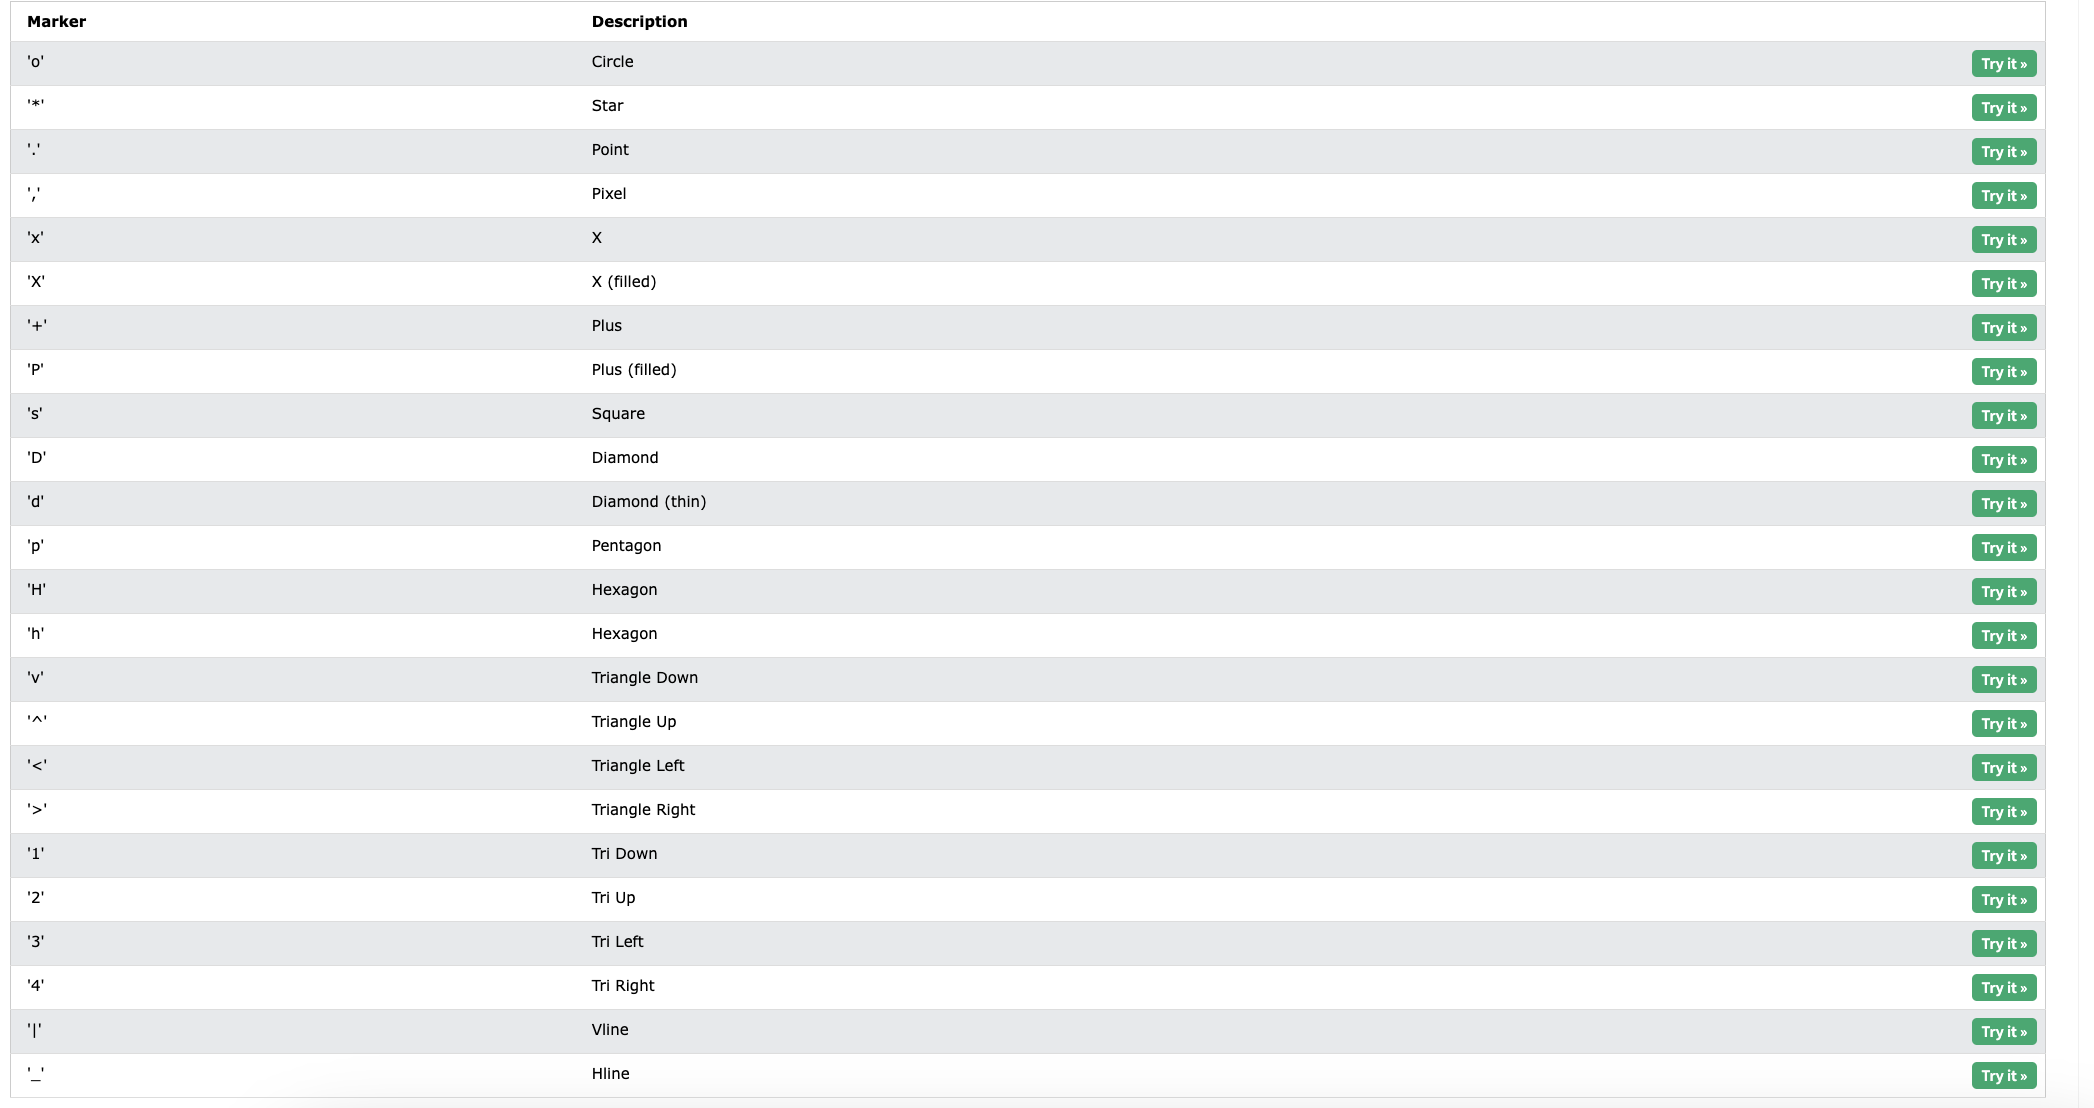 Marker Description
'o' Circle Try it »
'*' Star Try it »
'.' Point Try it »
',' Pixel Try it »
'x' X Try it »
'X' X (filled) Try it »
'+' Plus Try it »
'P' Plus (filled) Try it »
's' Square Try it »
'D' Diamond Try it »
'd' Diamond (thin) Try it »
'p' Pentagon Try it »
'H' Hexagon Try it »
'h' Hexagon Try it »
'v' Triangle Down Try it »
'^' Triangle Up Try it »
'<' Triangle Left Try it »
'>' Triangle Right Try it »
'1' Tri Down Try it »
'2' Tri Up Try it »
'3' Tri Left Try it »
'4' Tri Right Try it »
'|' Vline Try it »
'_' Hline Try it »